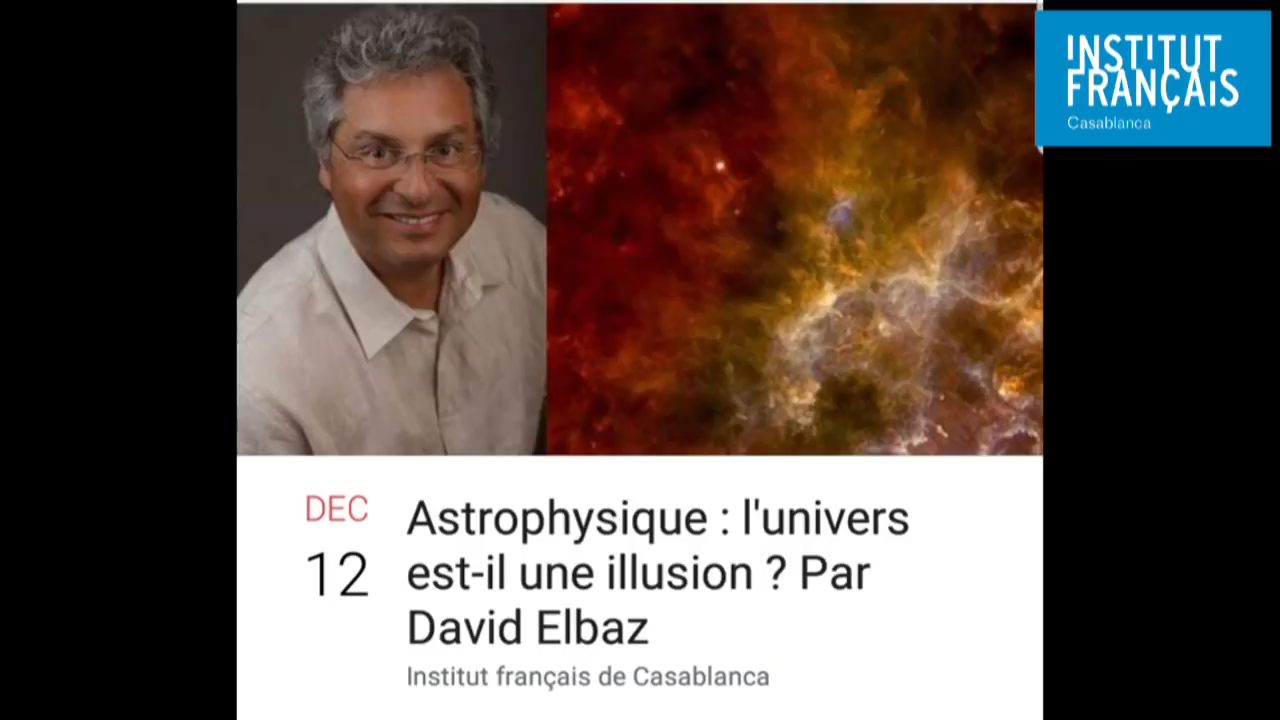 INSTITUT
FRANÇAIS
Casablanca
DEC
12
Astrophysique : l'univers
est-il une illusion ? Par
David Elbaz
Institut français de Casablanca